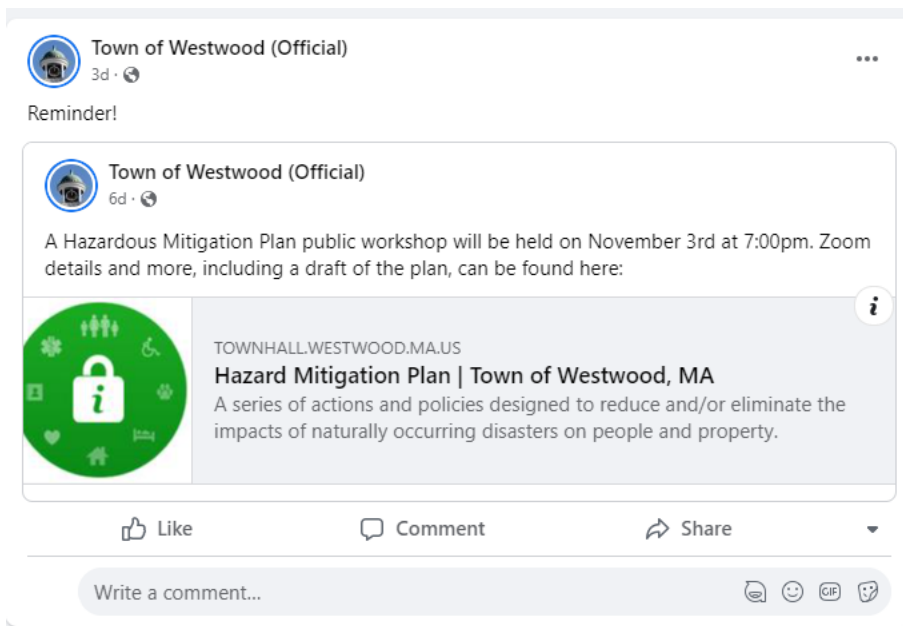 Town of Westwood (Official)
3d ·
Reminder!
Town of Westwood (Official)
6d ·
A Hazardous Mitigation Plan public workshop will be held on November 3rd at 7:00pm. Zoom
details and more, including a draft of the plan, can be found here:
i
i
TOWNHALL.WESTWOOD.MA.US
Hazard Mitigation Plan | Town of Westwood, MA
A series of actions and policies designed to reduce and/or eliminate the
impacts of naturally occurring disasters on people and property.
Like Comment Share
Write a comment... GIF